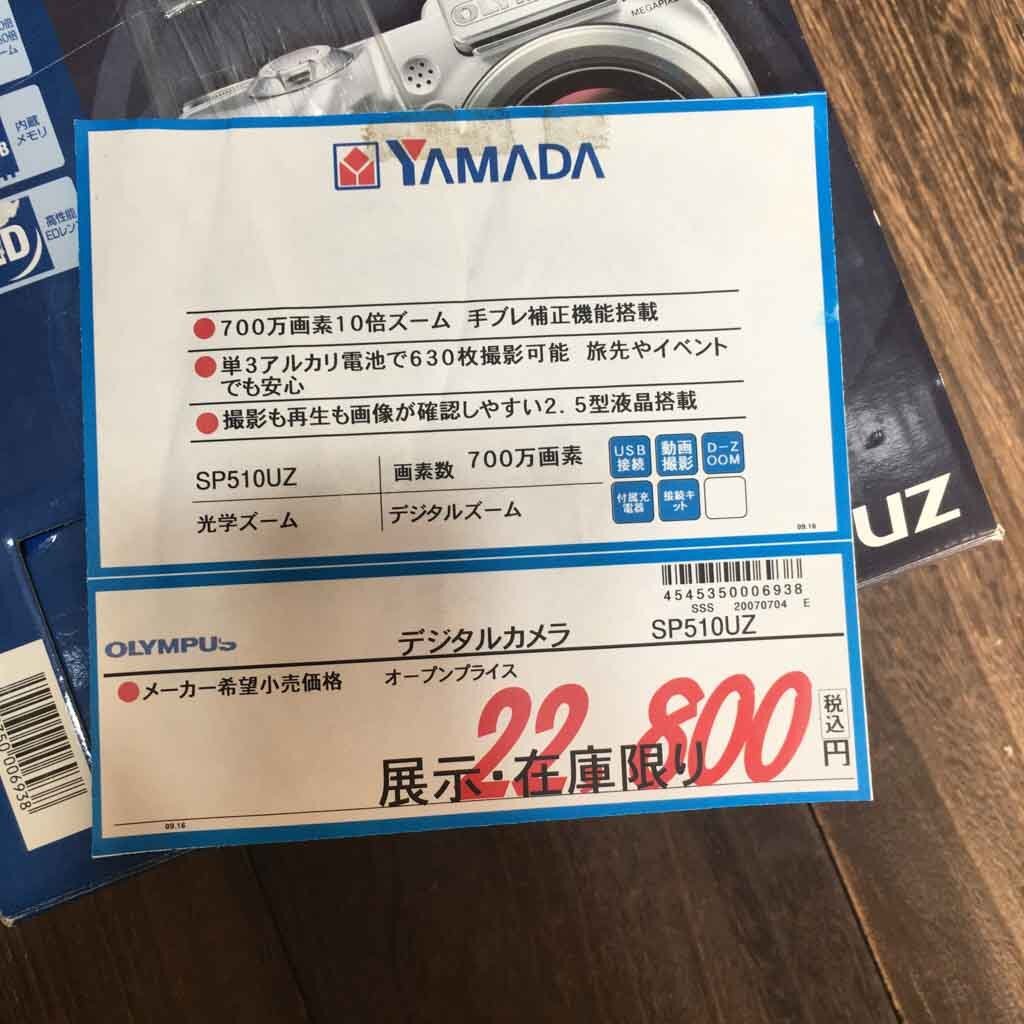 MEGAPIX
内蔵
メモリ
高性能
EDレン
YAMADA
●700万画素10倍ズーム 手ブレ補正機能搭載
●単3アルカリ電池で630枚撮影可能 旅先やイベント
でも安心
●撮影も再生も画像が確認しやすい2.5型液晶搭載
SP510UZ 画素数 700万画素
光学ズーム デジタルズーム
USB
接続
動画
撮影
D-Z
OOM
付属充
電器
接続キ
ット
09.16
UZ
4545350006938
SSS 20070704 E
OLYMPUS デジタルカメラ SP510UZ
●メーカー希望小売価格 オープンプライス
22,800 税込 円
展示・在庫限り
09.16
350006938